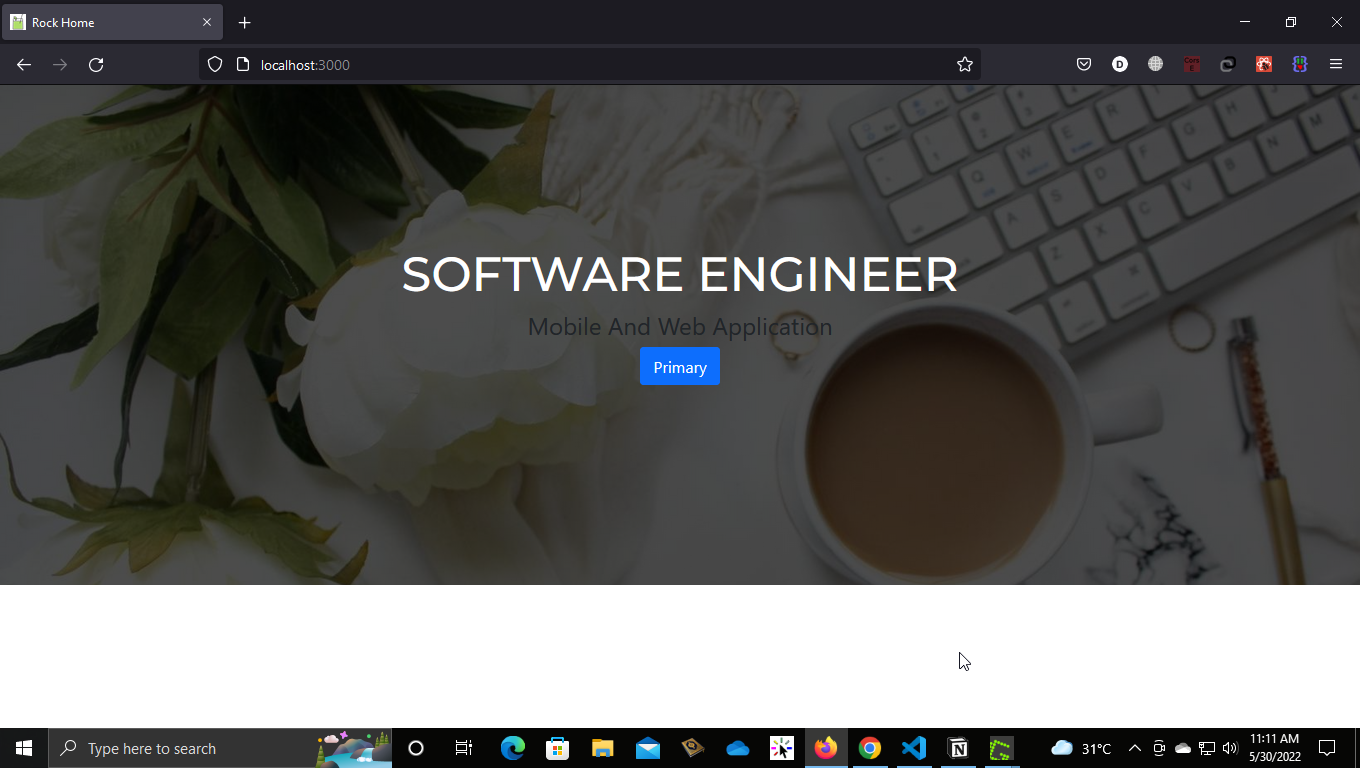 Rock Home
localhost:3000
D
SOFTWARE ENGINEER
Mobile And Web Application
Primary
Type here to search
31°C
11:11 AM
5/30/2022